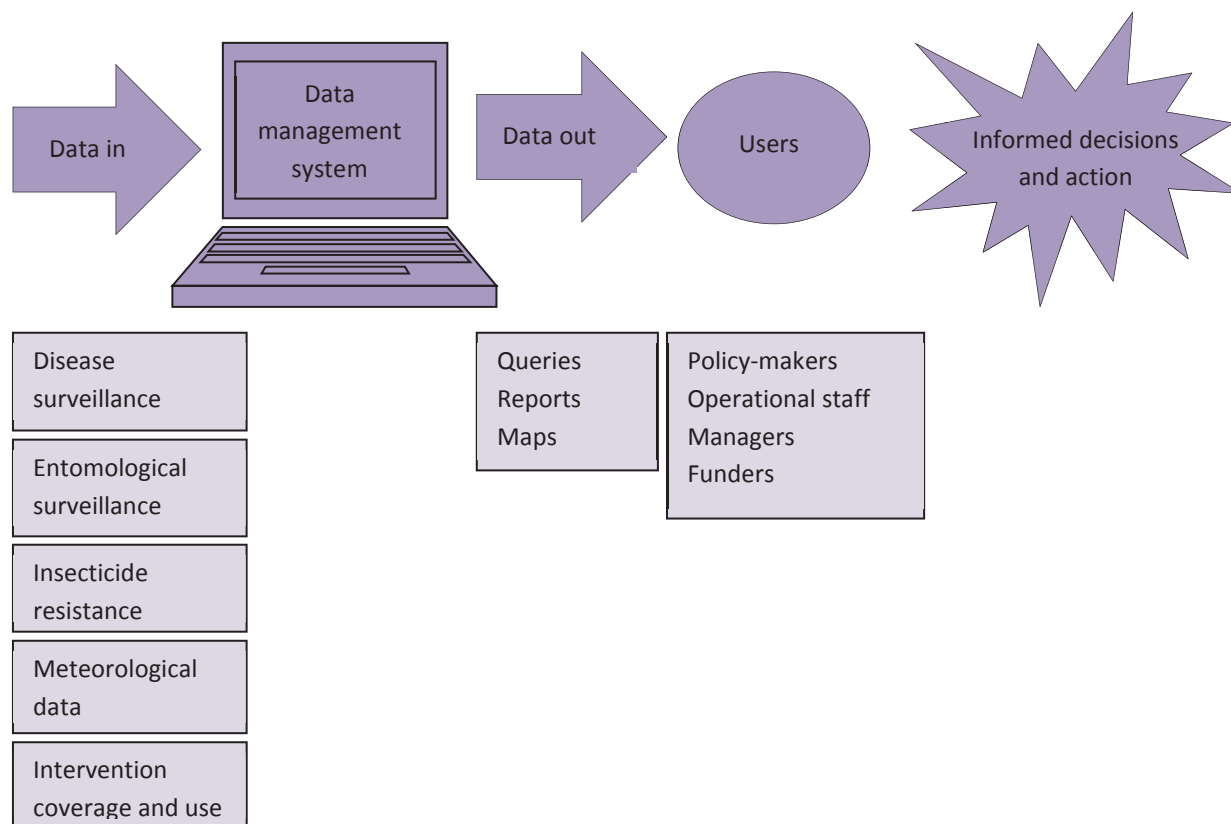 Data in
Data
management
system
Data out
Users
Informed decisions
and action
Disease
surveillance
Entomological
surveillance
Insecticide
resistance
Meteorological
data
Intervention
coverage and use
Queries
Reports
Maps
Policy-makers
Operational staff
Managers
Funders